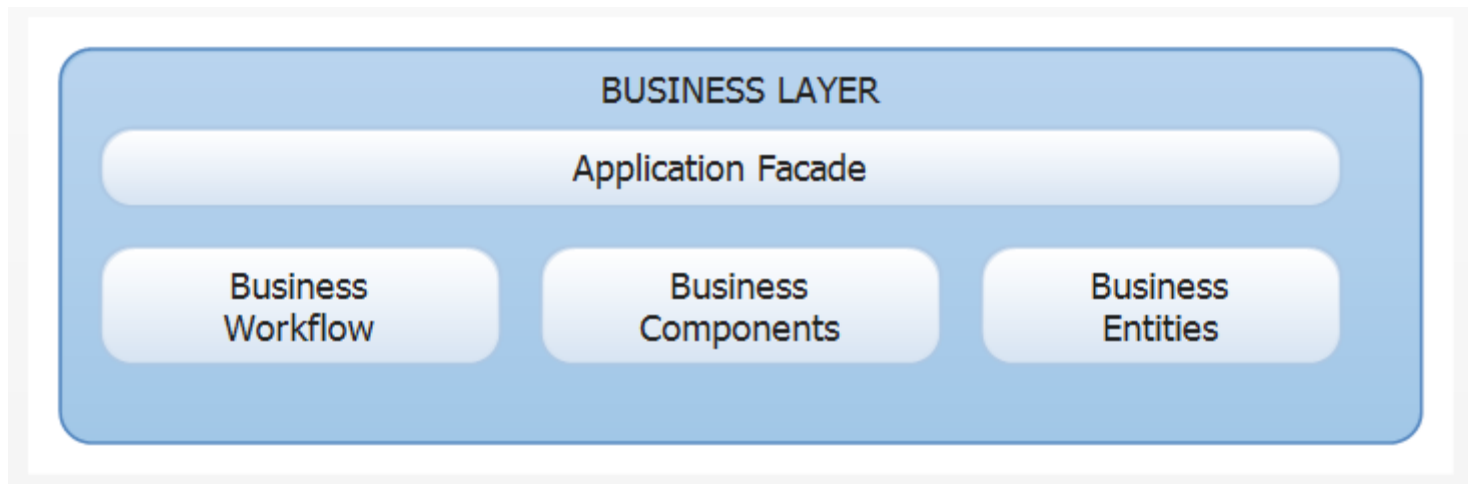 BUSINESS LAYER
Application Facade
Business
Workflow
Business
Components
Business
Entities